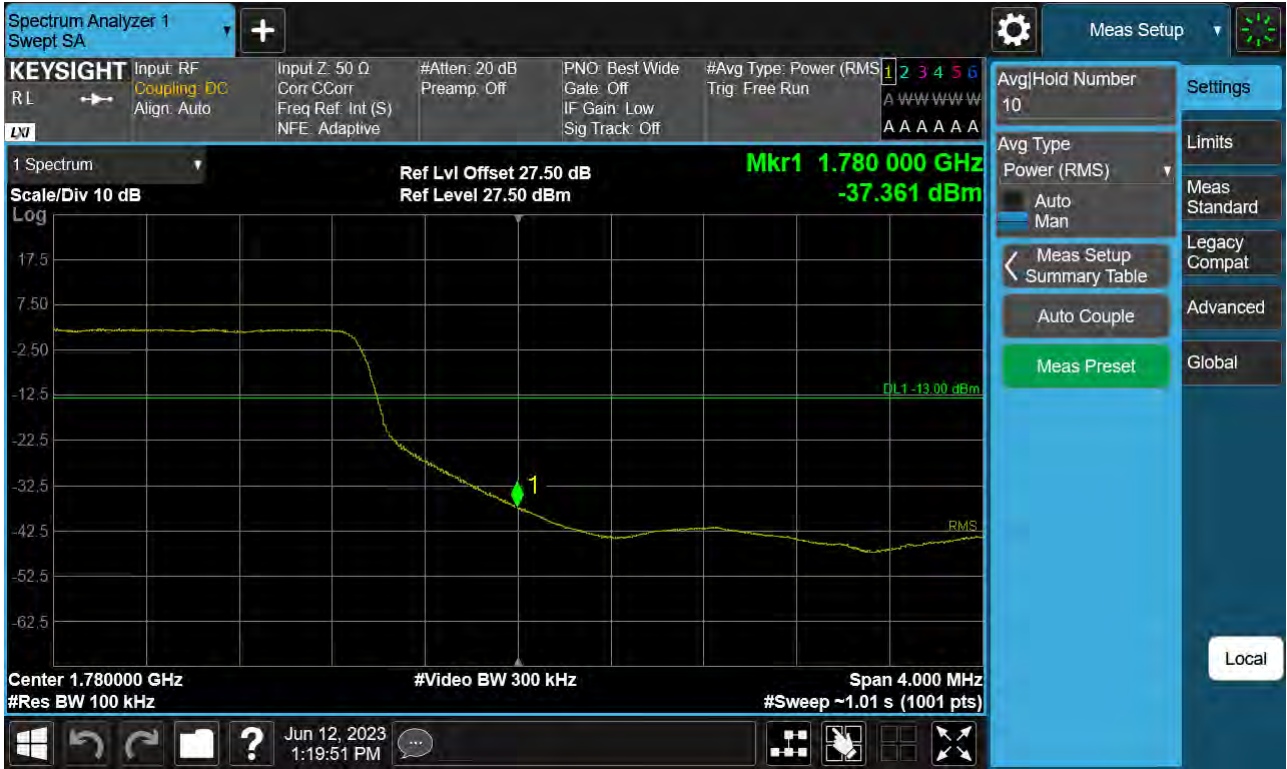 Spectrum Analyzer 1
Swept SA
+
Meas Setup
KEYSIGHT
RL
LXI
Input: RF
Coupling: DC
Align: Auto
Input Z: 50 Ω
Corr CCorr
Freq Ref: Int (S)
NFE: Adaptive
#Atten: 20 dB
Preamp: Off
PNO: Best Wide
Gate: Off
IF Gain: Low
Sig Track: Off
#Avg Type: Power (RMS
Trig: Free Run
1 2 3 4 5 6
A W W W W W
A A A A A A
1 Spectrum
Scale/Div 10 dB
Log
Ref Lvl Offset 27.50 dB
Ref Level 27.50 dBm
Mkr1 1.780 000 GHz
-37.361 dBm
17.5
7.50
-2.50
-12.5
-22.5
-32.5
-42.5
-52.5
-62.5
DL1 -13.00 dBm
1
RMS
Center 1.780000 GHz
#Res BW 100 kHz
#Video BW 300 kHz
Span 4.000 MHz
#Sweep ~1.01 s (1001 pts)
Avg|Hold Number
10
Avg Type
Power (RMS)
Auto
Man
Meas Setup
Summary Table
Auto Couple
Meas Preset
Settings
Limits
Meas
Standard
Legacy
Compat
Advanced
Global
Local
?
Jun 12, 2023
1:19:51 PM